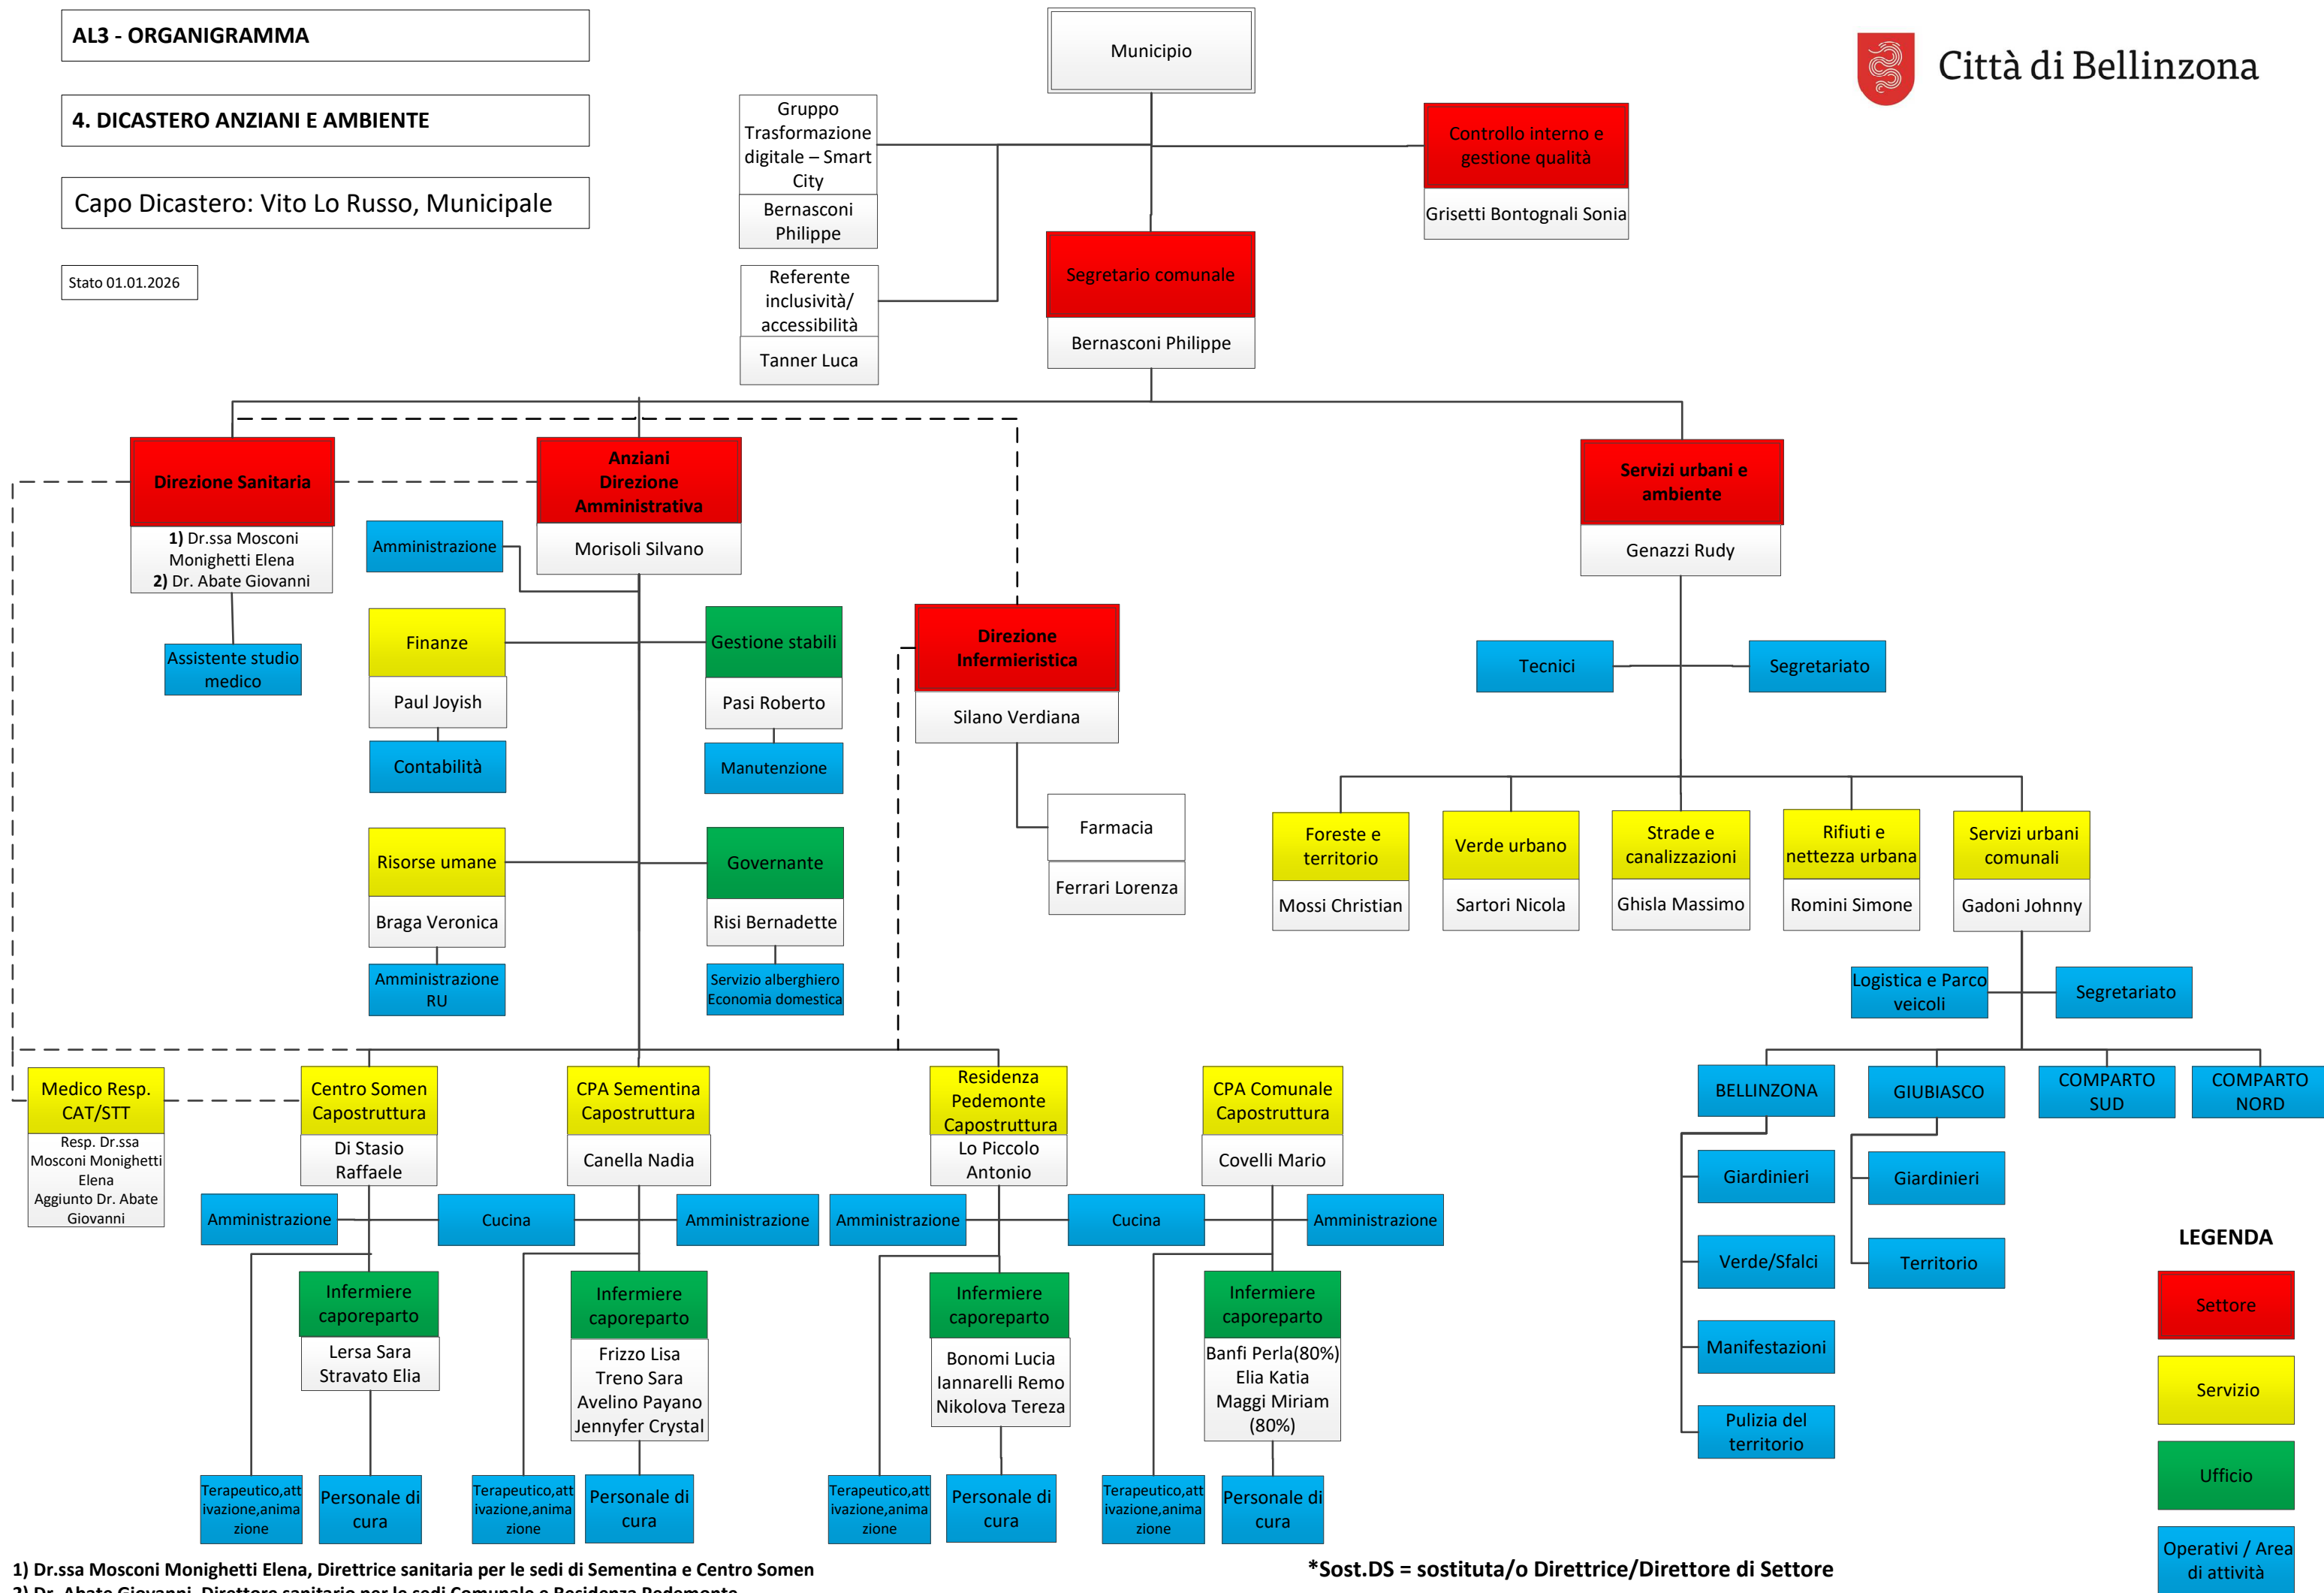 AL3 - ORGANIGRAMMA
4. DICASTERO ANZIANI E AMBIENTE
Capo Dicastero: Vito Lo Russo, Municipale
Stato 01.01.2026
Città di Bellinzona
Municipio
Gruppo
Trasformazione
digitale – Smart
City
Bernasconi
Philippe
Controllo interno e
gestione qualità
Grisetti Bontognali Sonia
Referente
inclusività/
accessibilità
Tanner Luca
Segretario comunale
Bernasconi Philippe
Direzione Sanitaria
1) Dr.ssa Mosconi
Monighetti Elena
2) Dr. Abate Giovanni
Assistente studio
medico
Anziani
Direzione
Amministrativa
Morisoli Silvano
Amministrazione
Finanze
Paul Joyish
Contabilità
Gestione stabili
Pasi Roberto
Manutenzione
Risorse umane
Braga Veronica
Amministrazione
RU
Governante
Risi Bernadette
Servizio alberghiero
Economia domestica
Direzione
Infermieristica
Silano Verdiana
Farmacia
Ferrari Lorenza
Servizi urbani e
ambiente
Genazzi Rudy
Tecnici
Segretariato
Foreste e
territorio
Mossi Christian
Verde urbano
Sartori Nicola
Strade e
canalizzazioni
Ghisla Massimo
Rifiuti e
nettezza urbana
Romini Simone
Servizi urbani
comunali
Gadoni Johnny
Logistica e Parco
veicoli
Segretariato
Medico Resp.
CAT/STT
Resp. Dr.ssa
Mosconi Monighetti
Elena
Aggiunto Dr. Abate
Giovanni
Centro Somen
Capostruttura
Di Stasio
Raffaele
CPA Sementina
Capostruttura
Canella Nadia
Residenza
Pedemonte
Capostruttura
Lo Piccolo
Antonio
CPA Comunale
Capostruttura
Covelli Mario
Amministrazione
Cucina
Amministrazione
Amministrazione
Cucina
Amministrazione
Infermiere
caporeparto
Lersa Sara
Stravato Elia
Infermiere
caporeparto
Frizzo Lisa
Treno Sara
Avelino Payano
Jennyfer Crystal
Infermiere
caporeparto
Bonomi Lucia
Iannarelli Remo
Nikolova Tereza
Infermiere
caporeparto
Banfi Perla(80%)
Elia Katia
Maggi Miriam
(80%)
Terapeutico,att
ivazione,anima
zione
Personale di
cura
Terapeutico,att
ivazione,anima
zione
Personale di
cura
Terapeutico,att
ivazione,anima
zione
Personale di
cura
Terapeutico,att
ivazione,anima
zione
Personale di
cura
BELLINZONA
Giardinieri
Verde/Sfalci
Manifestazioni
Pulizia del
territorio
GIUBIASCO
Giardinieri
Territorio
COMPARTO
SUD
COMPARTO
NORD
LEGENDA
Settore
Servizio
Ufficio
Operativi / Area
di attività
1) Dr.ssa Mosconi Monighetti Elena, Direttrice sanitaria per le sedi di Sementina e Centro Somen
2) Dr. Abate Giovanni, Direttore sanitario per le sedi Comunale e Residenza Pedemonte
*Sost.DS = sostituta/o Direttrice/Direttore di Settore